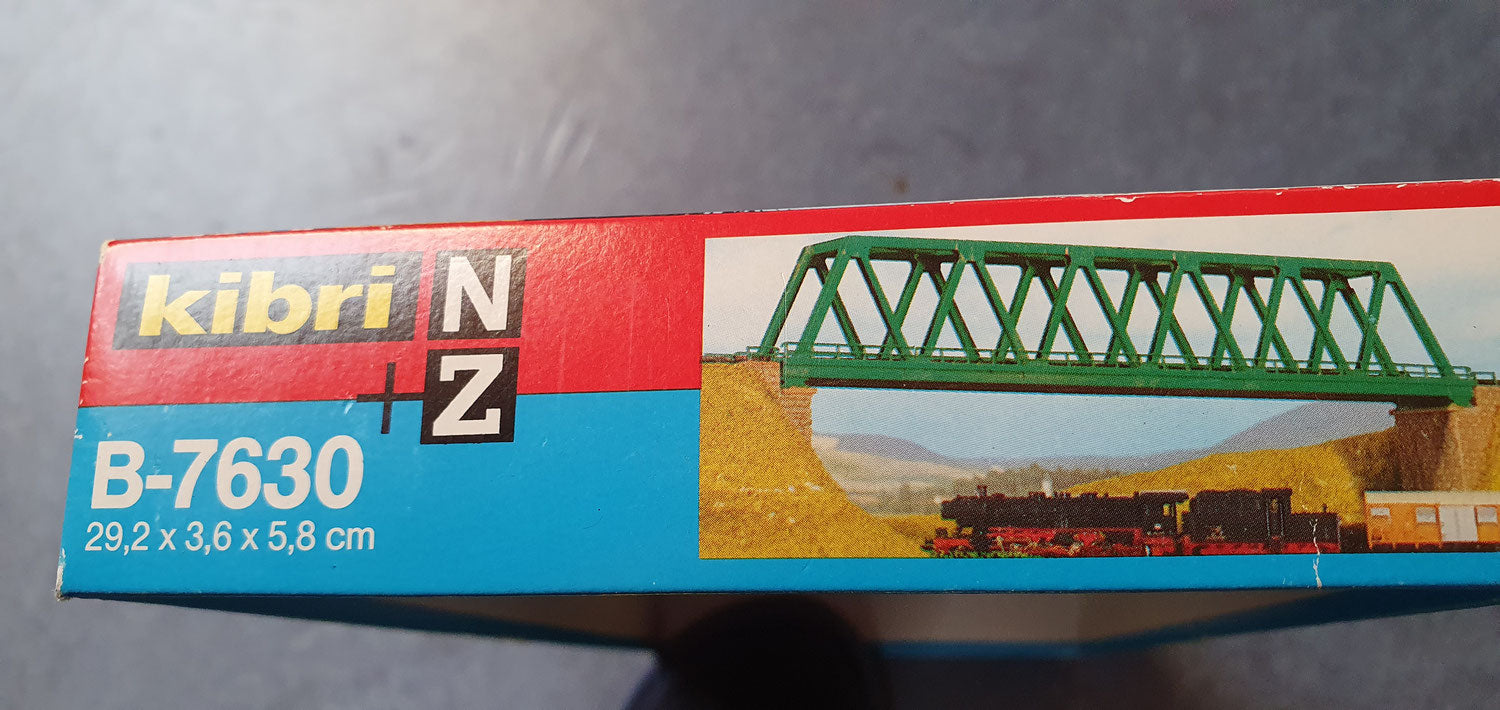 kibri N
+ Z
B-7630
29,2 x 3,6 x 5,8 cm